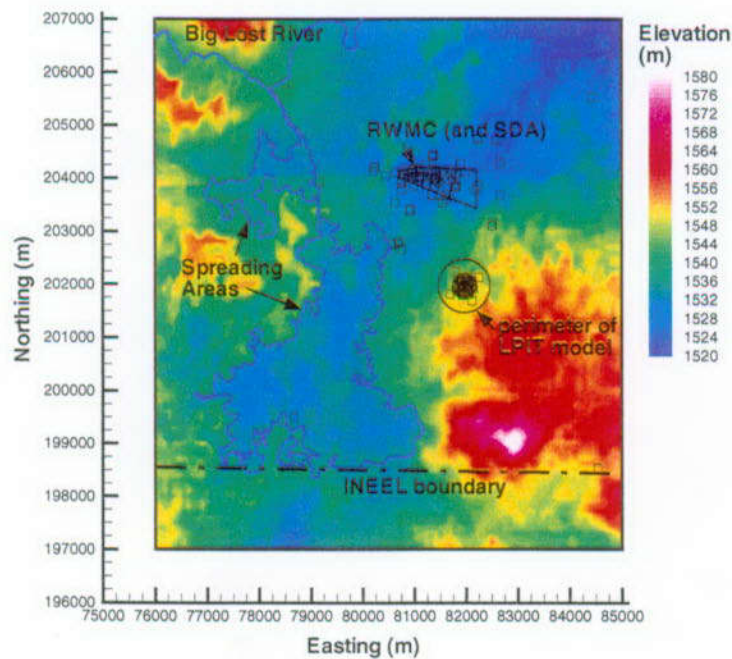 207000
206000
205000
204000
203000
202000
201000
200000
199000
198000
197000
196000
Northing (m)
75000 76000 77000 78000 79000 80000 81000 82000 83000 84000 85000
Easting (m)
Big Lost River
RWMC (and SDA)
Spreading
Areas
perimeter of
LPIT model
INEEL boundary
Elevation
(m)
1580
1576
1572
1568
1564
1560
1556
1552
1548
1544
1540
1536
1532
1528
1524
1520